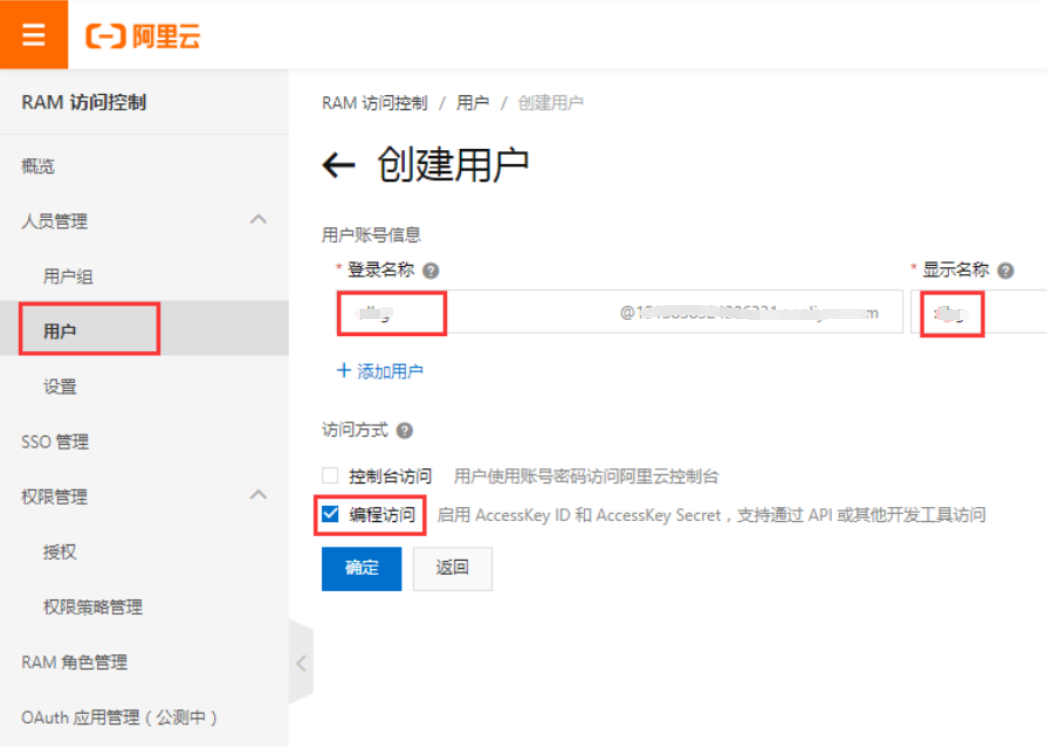 阿里云
RAM 访问控制
RAM 访问控制 / 用户 / 创建用户
← 创建用户
概览
人员管理
用户组
用户
设置
SSO 管理
权限管理
授权
权限策略管理
RAM 角色管理
OAuth 应用管理(公测中)
用户账号信息
* 登录名称
* 显示名称
+ 添加用户
访问方式
控制台访问 用户使用账号密码访问阿里云控制台
编程访问 启用 AccessKey ID 和 AccessKey Secret,支持通过 API 或其他开发工具访问
确定 返回